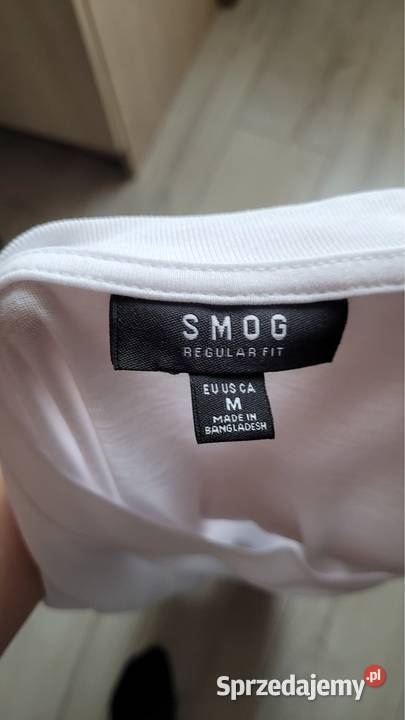 SMOG
REGULAR FIT
EU US CA
M
MADE IN
BANGLADESH
Sprzedajemy.pl